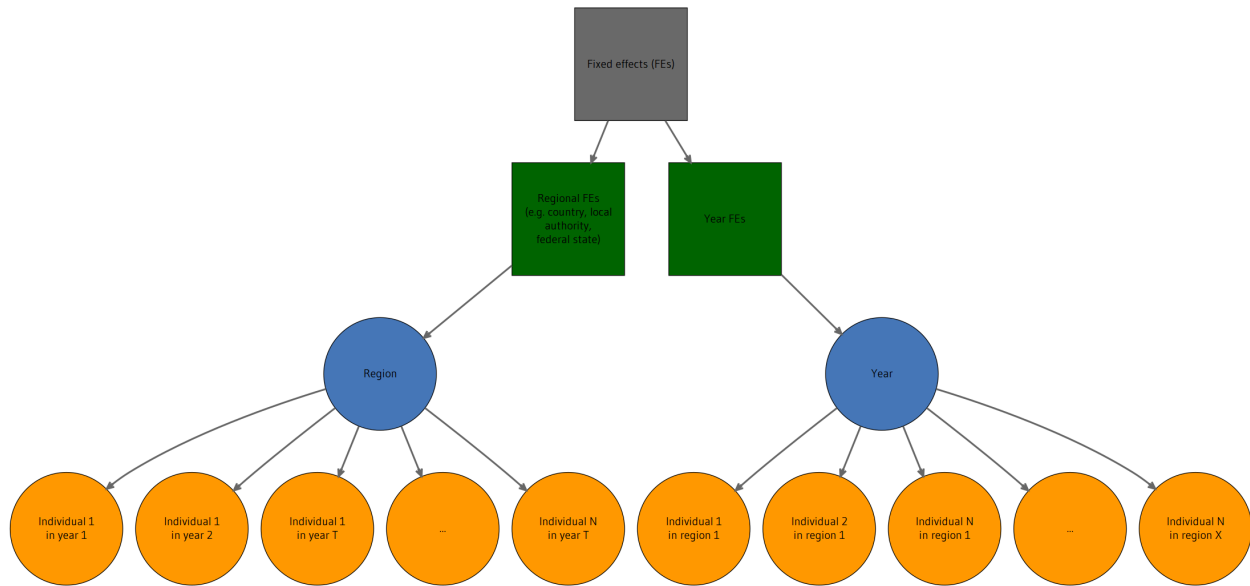 Fixed effects (FEs)
Regional FEs
(e.g. country, local
authority,
federal state)
Year FEs
Region
Year
Individual 1
in year 1
Individual 1
in year 2
Individual 1
in year T
...
Individual N
in year T
Individual 1
in region 1
Individual 2
in region 1
Individual N
in region 1
...
Individual N
in region X